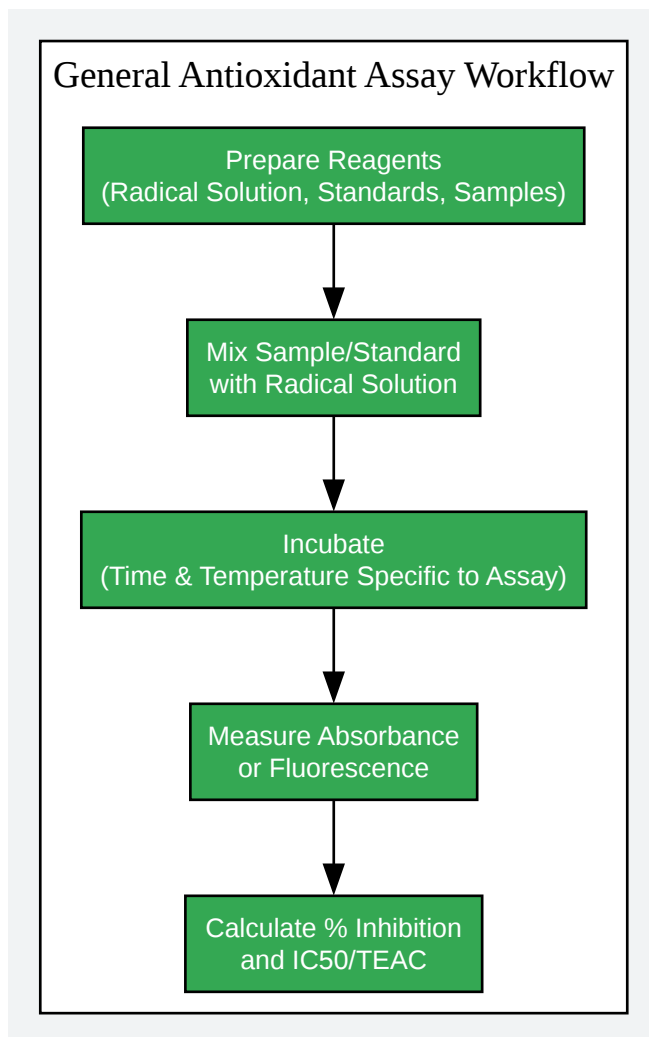 General Antioxidant Assay Workflow
Prepare Reagents
(Radical Solution, Standards, Samples)
Mix Sample/Standard
with Radical Solution
Incubate
(Time & Temperature Specific to Assay)
Measure Absorbance
or Fluorescence
Calculate % Inhibition
and IC50/TEAC